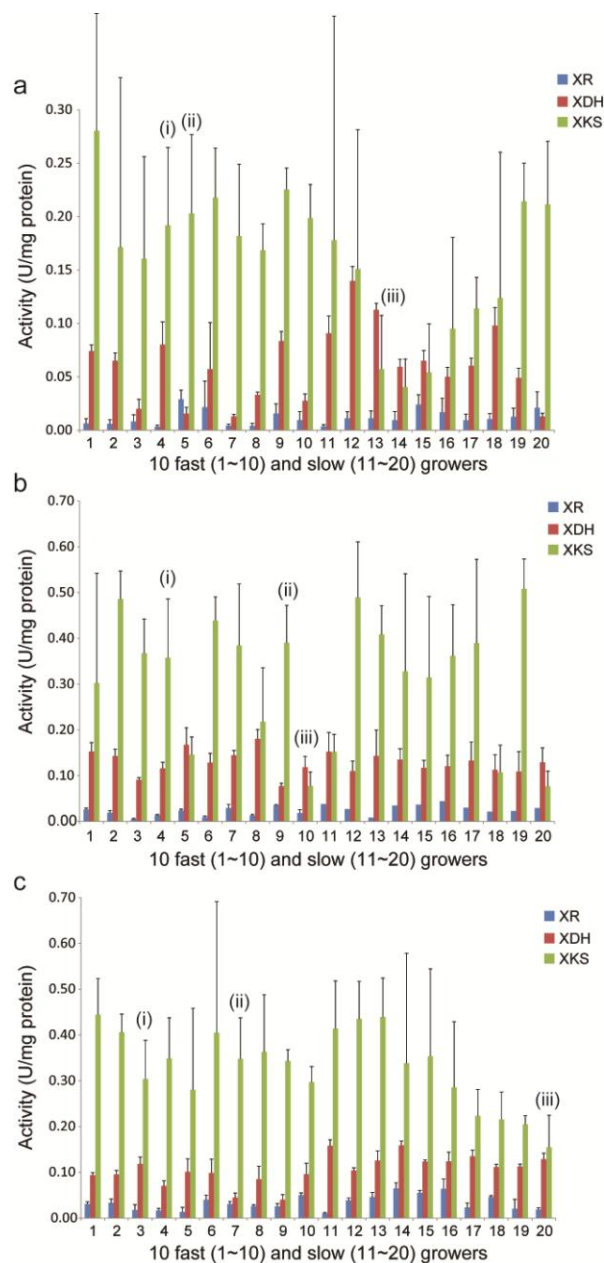 a
0.30
0.25
0.20
0.15
0.10
0.05
0.00
Activity (U/mg protein)
XR
XDH
XKS
(i)
(ii)
(iii)
1 2 3 4 5 6 7 8 9 10 11 12 13 14 15 16 17 18 19 20
10 fast (1~10) and slow (11~20) growers
b
0.70
0.60
0.50
0.40
0.30
0.20
0.10
0.00
Activity (U/mg protein)
XR
XDH
XKS
(i)
(ii)
(iii)
1 2 3 4 5 6 7 8 9 10 11 12 13 14 15 16 17 18 19 20
10 fast (1~10) and slow (11~20) growers
c
0.70
0.60
0.50
0.40
0.30
0.20
0.10
0.00
Activity (U/mg protein)
XR
XDH
XKS
(i)
(ii)
(iii)
1 2 3 4 5 6 7 8 9 10 11 12 13 14 15 16 17 18 19 20
10 fast (1~10) and slow (11~20) growers